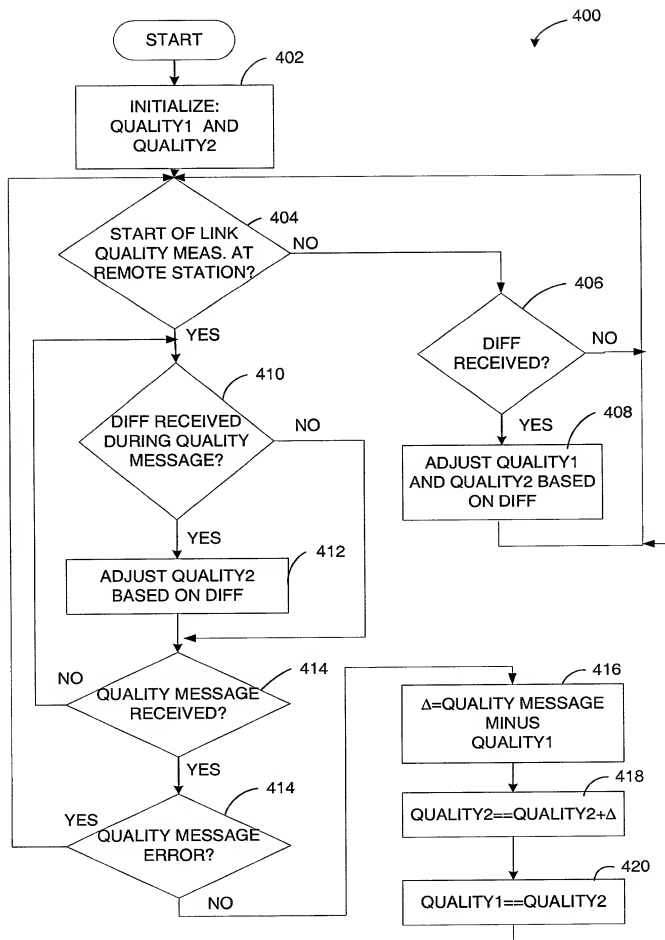 400
START
402
INITIALIZE:
QUALITY1 AND
QUALITY2
404
START OF LINK
QUALITY MEAS. AT
REMOTE STATION?
NO
YES
406
DIFF
RECEIVED?
NO
YES
408
ADJUST QUALITY1
AND QUALITY2 BASED
ON DIFF
410
DIFF RECEIVED
DURING QUALITY
MESSAGE?
NO
YES
412
ADJUST QUALITY2
BASED ON DIFF
414
QUALITY MESSAGE
RECEIVED?
NO
YES
414
QUALITY MESSAGE
ERROR?
YES
NO
416
Δ=QUALITY MESSAGE
MINUS
QUALITY1
418
QUALITY2==QUALITY2+Δ
420
QUALITY1==QUALITY2